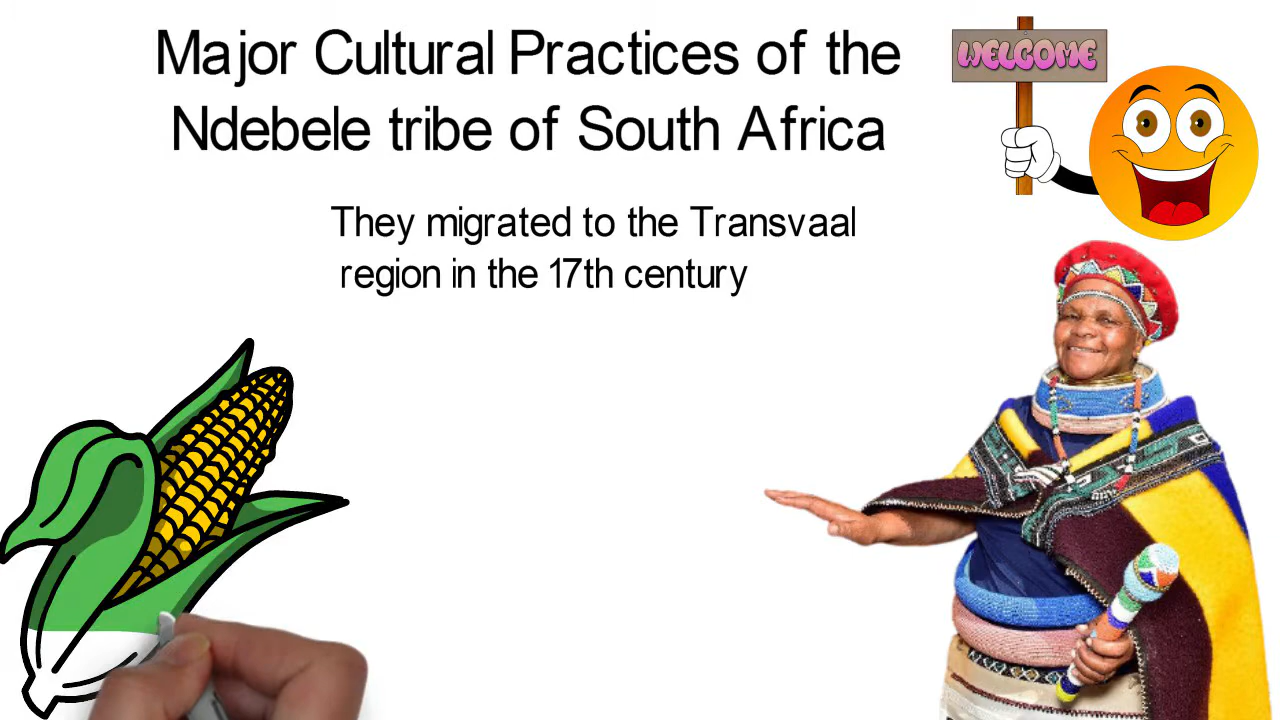 Major Cultural Practices of the
Ndebele tribe of South Africa
WELCOME
They migrated to the Transvaal
region in the 17th century